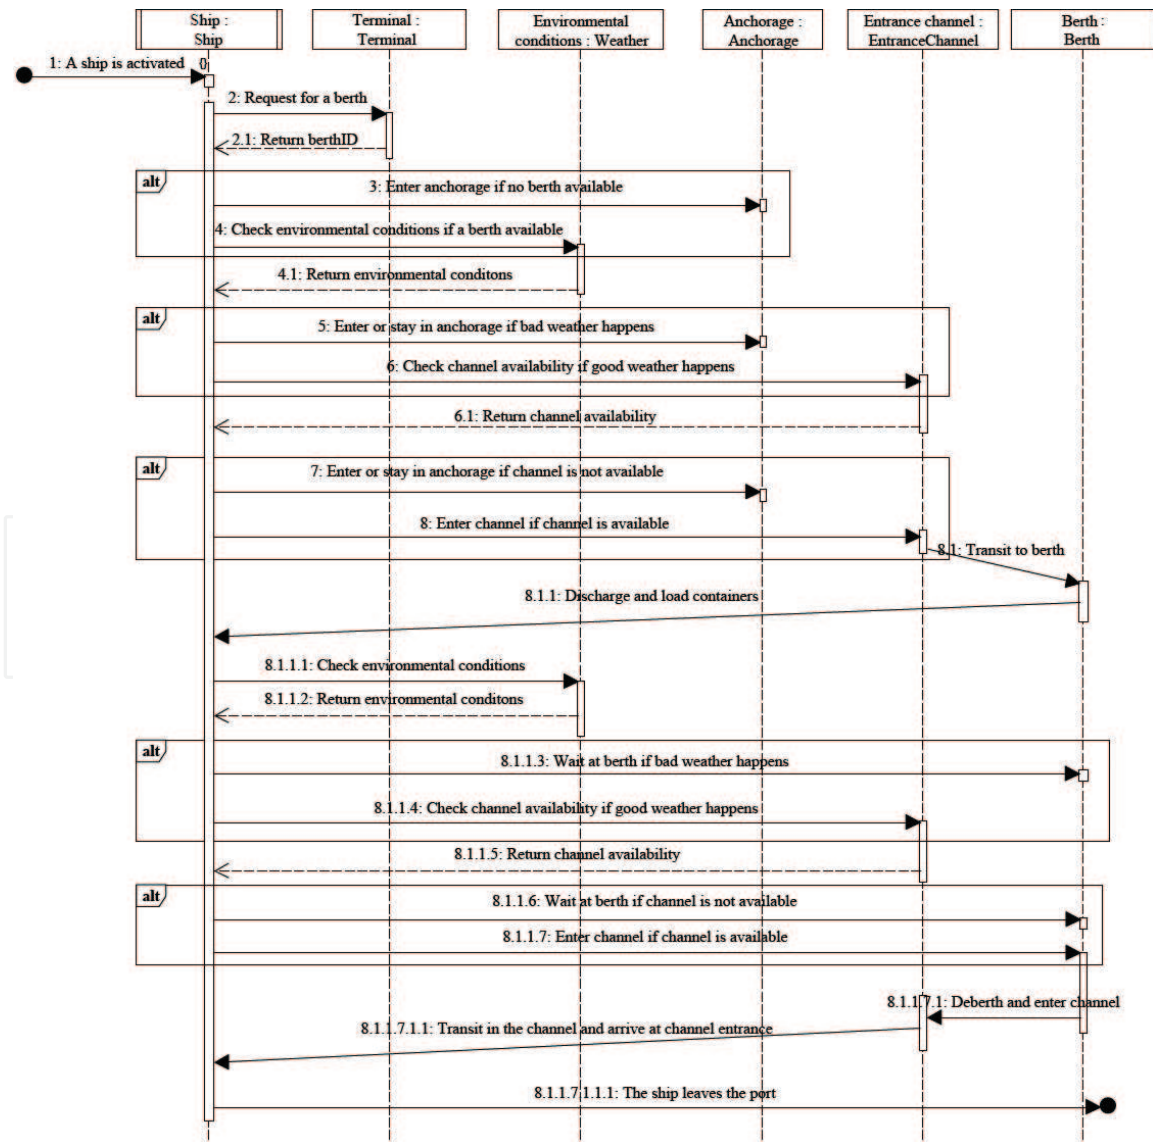 Ship :
Ship
Terminal :
Terminal
Environmental
conditions : Weather
Anchorage :
Anchorage
Entrance channel :
EntranceChannel
Berth :
Berth
1: A ship is activated
0
2: Request for a berth
2.1: Return berthID
alt
3: Enter anchorage if no berth available
4: Check environmental conditions if a berth available
4.1: Return environmental conditons
alt
5: Enter or stay in anchorage if bad weather happens
6: Check channel availability if good weather happens
6.1: Return channel availability
alt
7: Enter or stay in anchorage if channel is not available
8: Enter channel if channel is available
8.1: Transit to berth
8.1.1: Discharge and load containers
8.1.1.1: Check environmental conditions
8.1.1.2: Return environmental conditons
alt
8.1.1.3: Wait at berth if bad weather happens
8.1.1.4: Check channel availability if good weather happens
8.1.1.5: Return channel availability
alt
8.1.1.6: Wait at berth if channel is not available
8.1.1.7: Enter channel if channel is available
8.1.1.7.1: Deberth and enter channel
8.1.1.7.1.1: Transit in the channel and arrive at channel entrance
8.1.1.7.1.1.1: The ship leaves the port